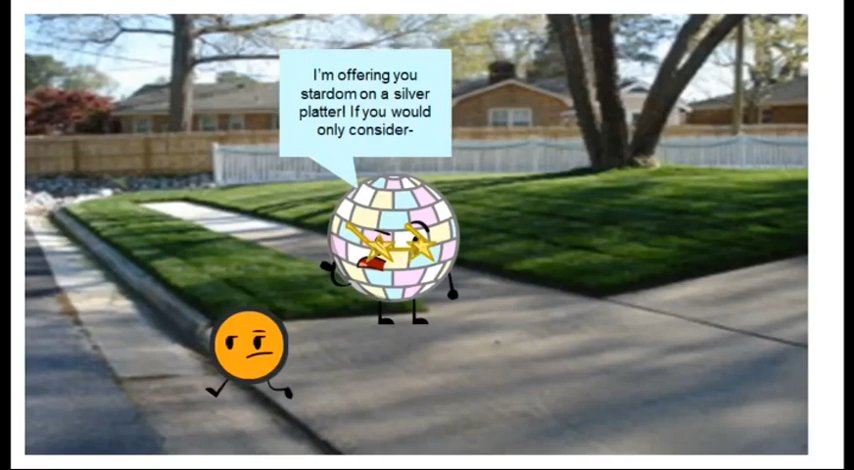 I'm offering you
stardom on a silver
platter! If you would
only consider-